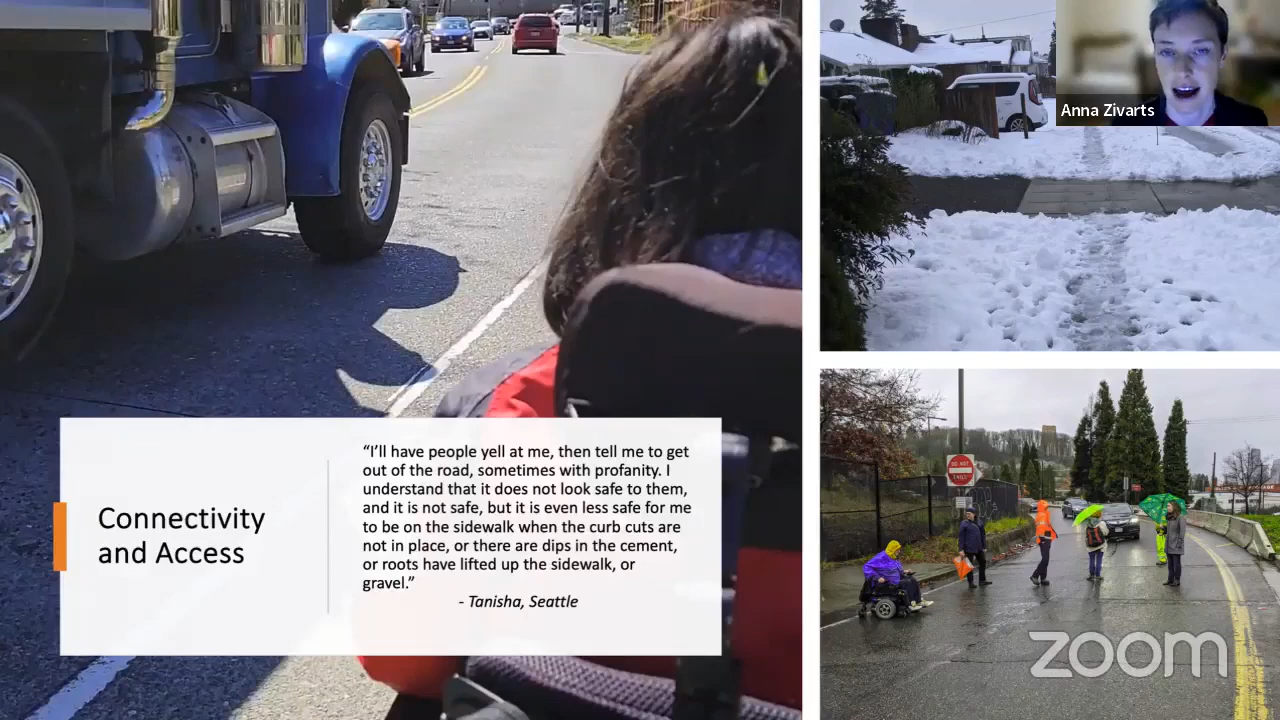 Anna Zivarts
Connectivity
and Access
“I’ll have people yell at me, then tell me to get
out of the road, sometimes with profanity. I
understand that it does not look safe to them,
and it is not safe, but it is even less safe for me
to be on the sidewalk when the curb cuts are
not in place, or there are dips in the cement,
or roots have lifted up the sidewalk, or
gravel.”
- Tanisha, Seattle
DO NOT
zoom